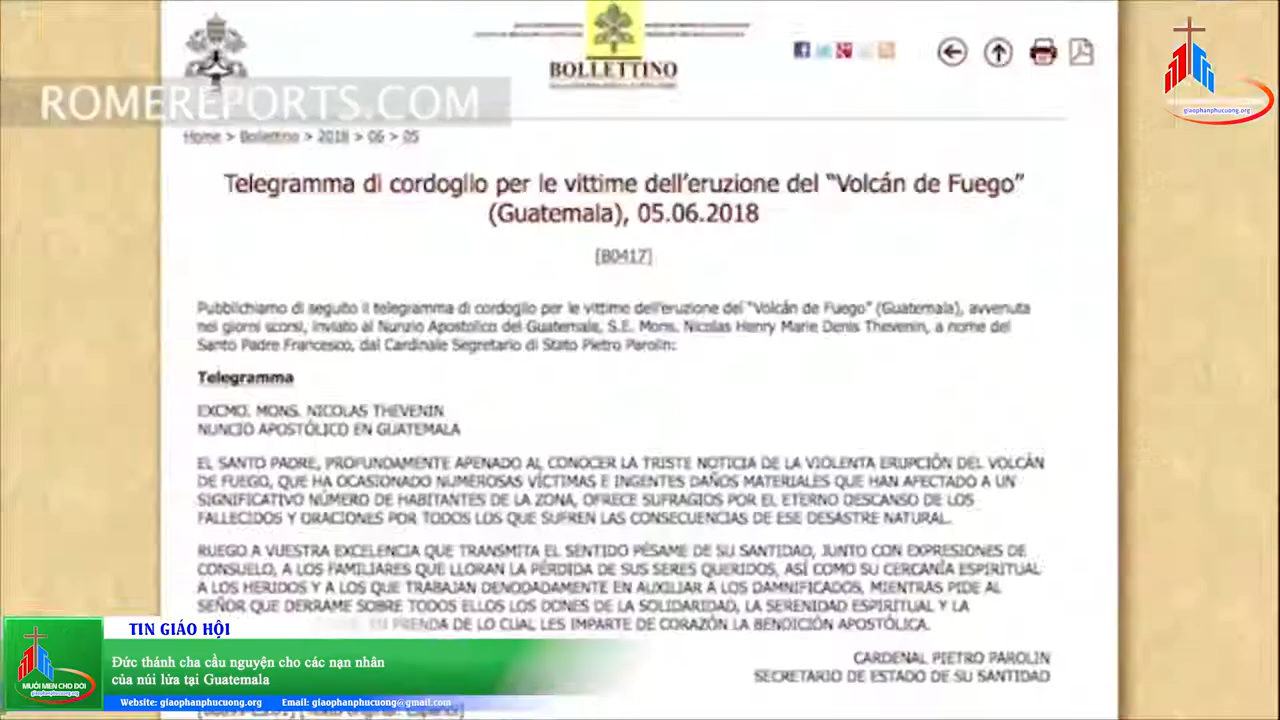 BOLLETTINO
ROMEREPORTS.COM
giaophanphucuong.org
Home > Bollettino > 2018 > 06 > 05
Telegramma di cordoglio per le vittime dell'eruzione del "Volcán de Fuego"
(Guatemala), 05.06.2018
[B0417]
Pubblichiamo di seguito il telegramma di cordoglio per le vittime dell'eruzione del "Volcán de Fuego" (Guatemala), avvenuta
nei giorni scorsi, inviato al Nunzio Apostolico del Guatemale, S.E. Mons. Nicolas Henry Marie Denis Thevenin, a nome del
Santo Padre Francesco, dal Cardinale Segretario di Stato Pietro Parolin:
Telegramma
EXCMO. MONS. NICOLAS THEVENIN
NUNCIO APOSTÓLICO EN GUATEMALA
EL SANTO PADRE, PROFUNDAMENTE APENADO AL CONOCER LA TRISTE NOTICIA DE LA VIOLENTA ERUPCIÓN DEL VOLCÁN
DE FUEGO, QUE HA OCASIONADO NUMEROSAS VÍCTIMAS E INGENTES DAÑOS MATERIALES QUE HAN AFECTADO A UN
SIGNIFICATIVO NÚMERO DE HABITANTES DE LA ZONA, OFRECE SUFRAGIOS POR EL ETERNO DESCANSO DE LOS
FALLECIDOS Y ORACIONES POR TODOS LOS QUE SUFREN LAS CONSECUENCIAS DE ESE DESASTRE NATURAL.
RUEGO A VUESTRA EXCELENCIA QUE TRANSMITA EL SENTIDO PÉSAME DE SU SANTIDAD, JUNTO CON EXPRESIONES DE
CONSUELO, A LOS FAMILIARES QUE LLORAN LA PÉRDIDA DE SUS SERES QUERIDOS, ASÍ COMO SU CERCANÍA ESPIRITUAL
A LOS HERIDOS Y A LOS QUE TRABAJAN DENODADAMENTE EN AUXILIAR A LOS DAMNIFICADOS, MIENTRAS PIDE AL
SEÑOR QUE DERRAME SOBRE TODOS ELLOS LOS DONES DE LA SOLIDARIDAD, LA SERENIDAD ESPIRITUAL Y LA
EN PRENDA DE LO CUAL LES IMPARTE DE CORAZÓN LA BENDICIÓN APOSTÓLICA.
CARDENAL PIETRO PAROLIN
SECRETARIO DE ESTADO DE SU SANTIDAD
TIN GIÁO HỘI
Đức thánh cha cầu nguyện cho các nạn nhân
của núi lửa tại Guatemala
MUỐI MEN CHO ĐỜI
giaophanphucuong.org
Website: giaophanphucuong.org Email: giaophanphucuong@gmail.com